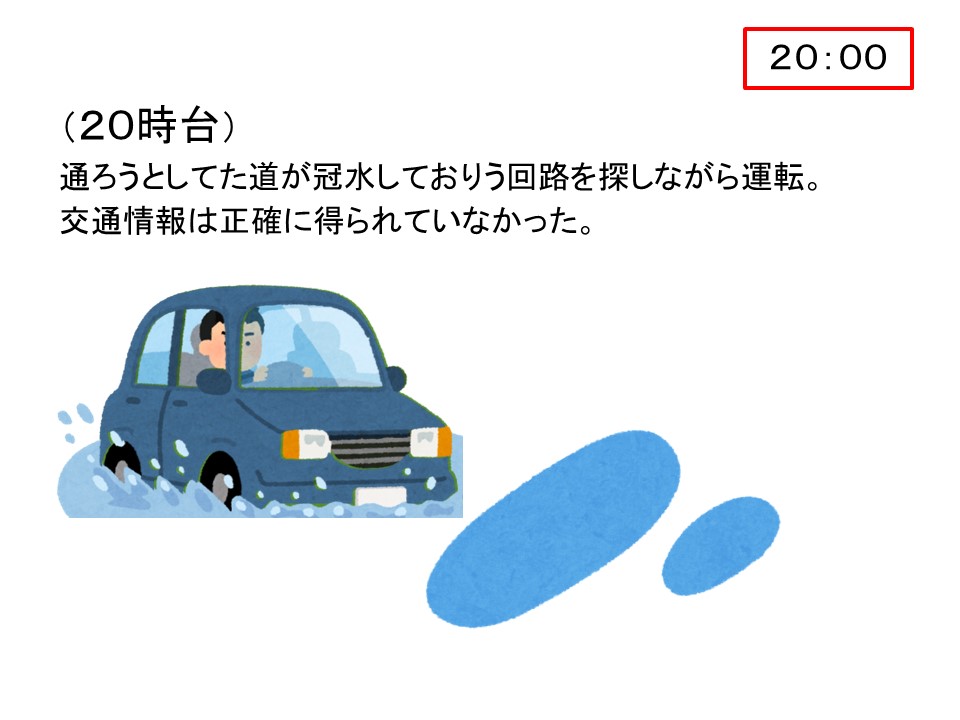 ２０：００
（２０時台）
通ろうとしてた道が冠水しておりう回路を探しながら運転。
交通情報は正確に得られていなかった。